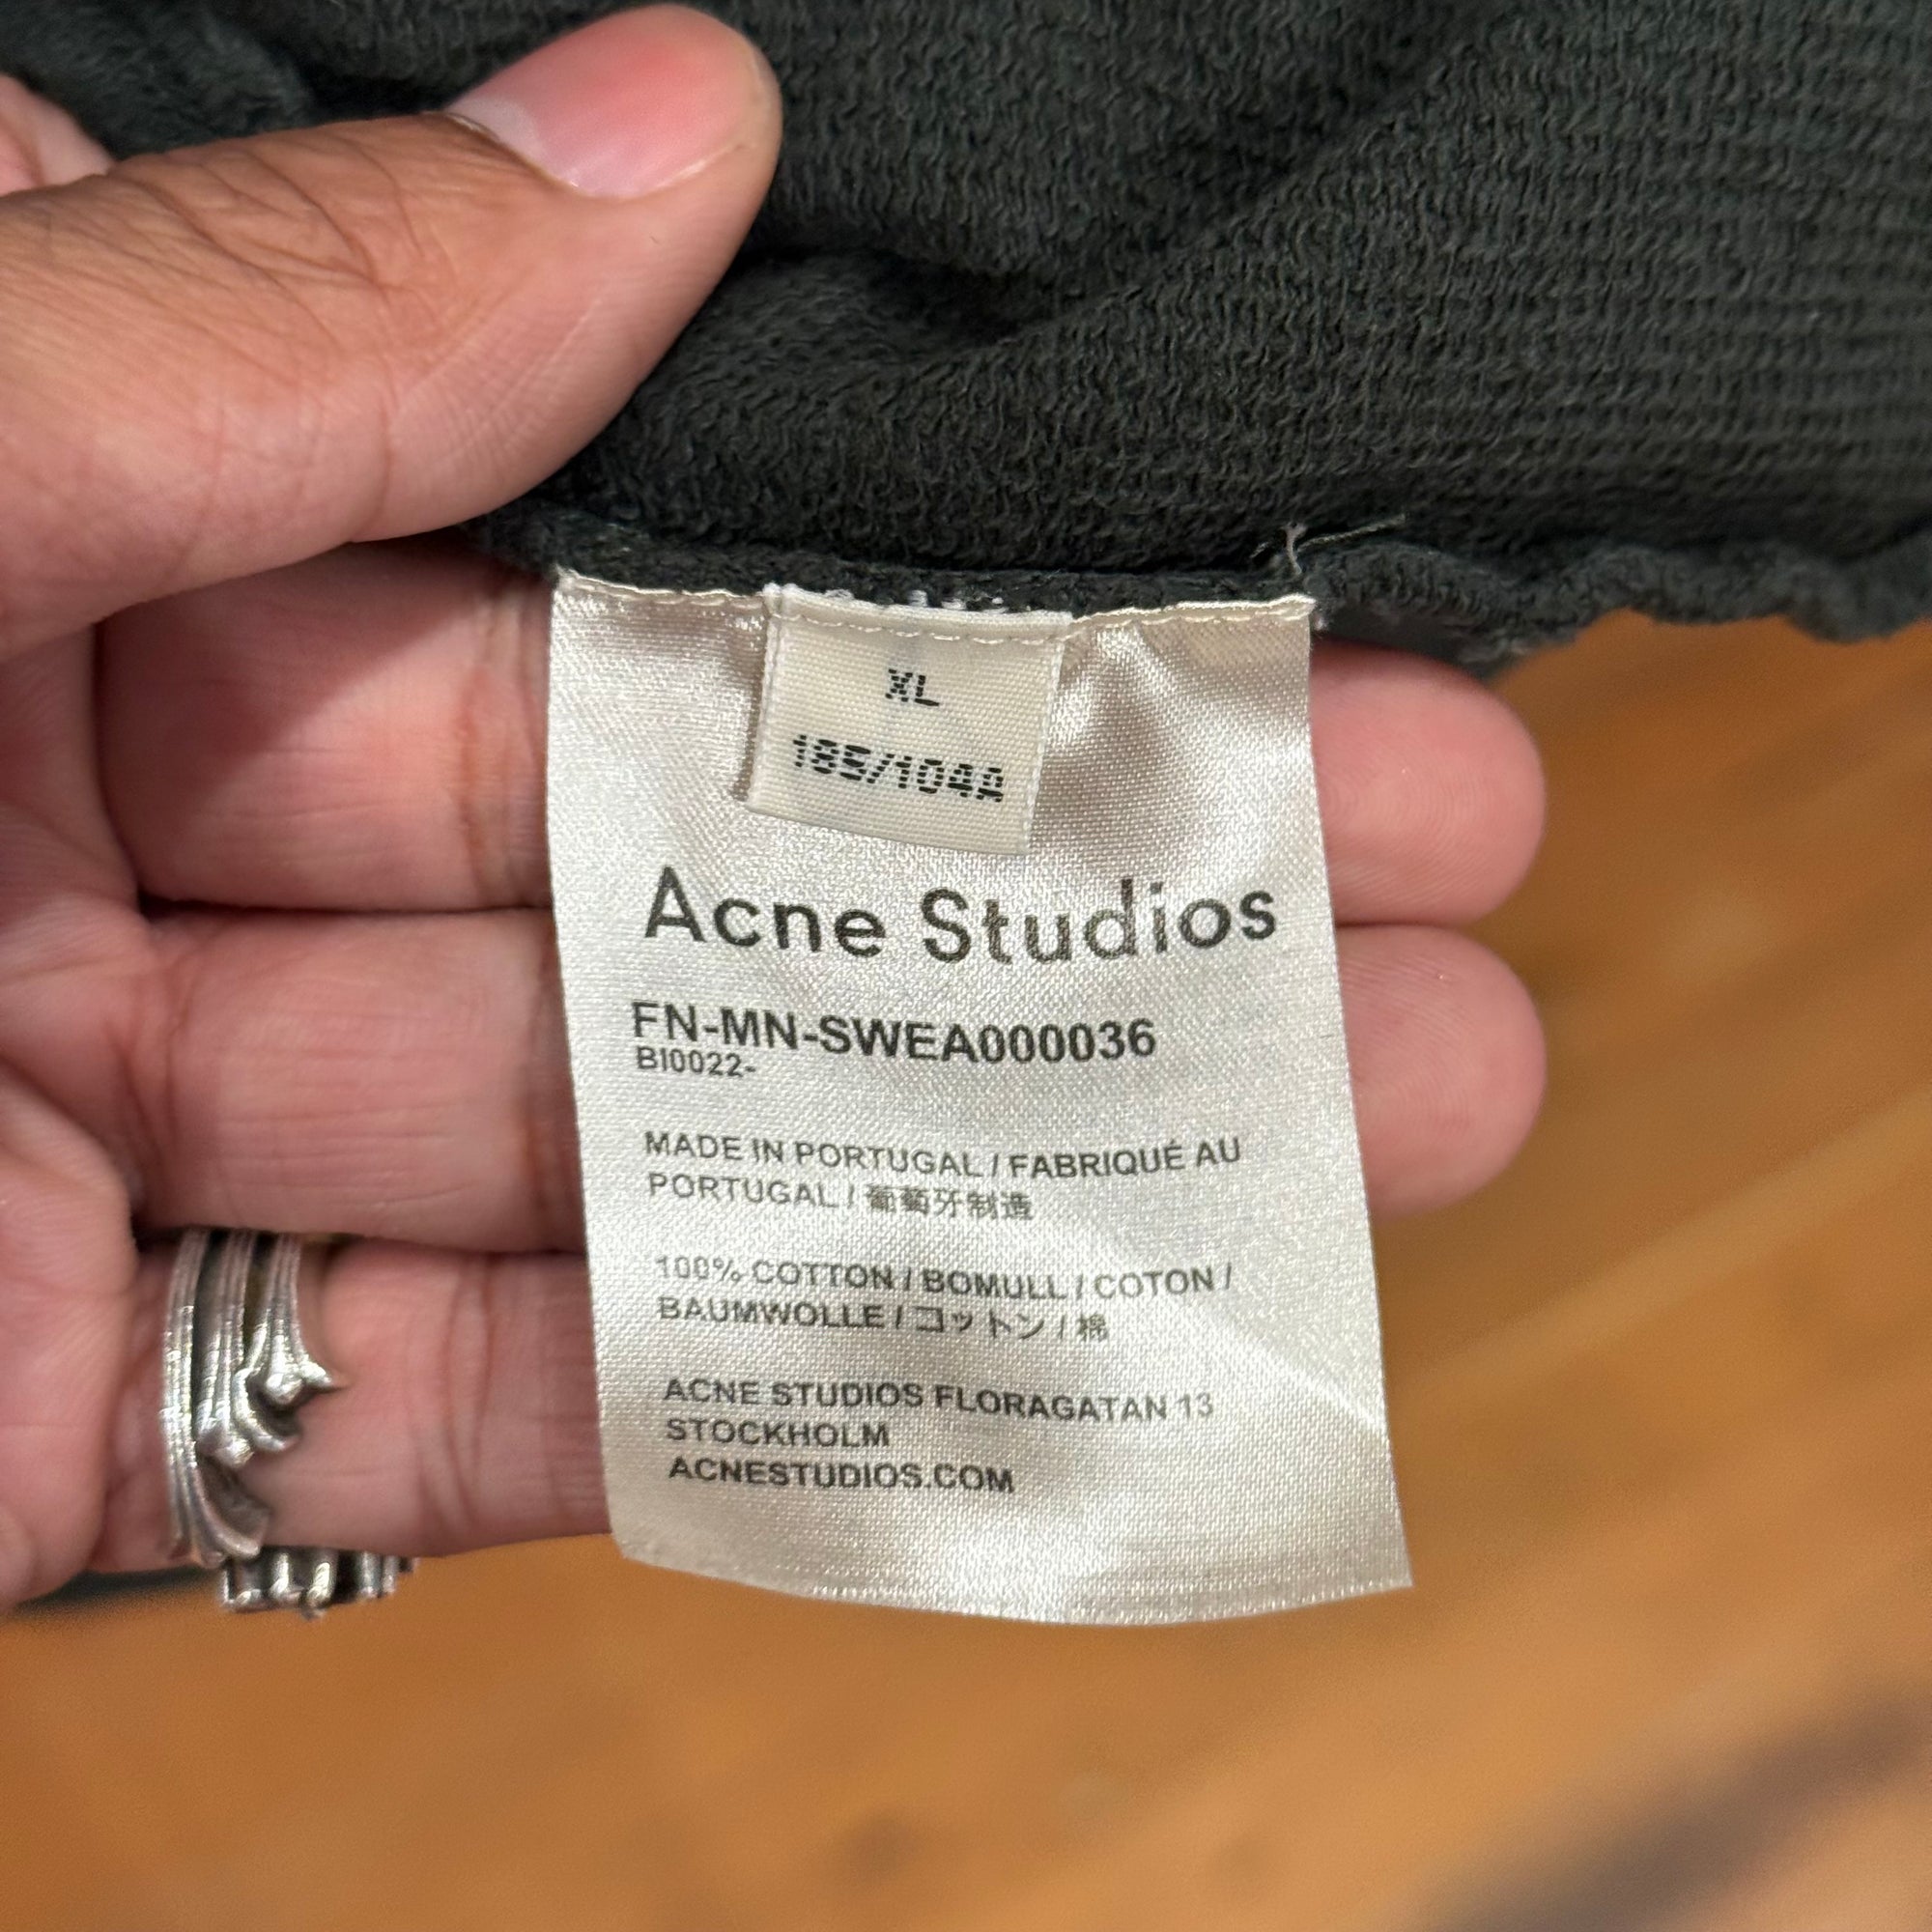 XL
185/104A
Acne Studios
FN-MN-SWEA000036
BI0022-
MADE IN PORTUGAL / FABRIQUÉ AU
PORTUGAL / 葡萄牙制造
100% COTTON / BOMULL / COTON /
BAUMWOLLE / コットン / 棉
ACNE STUDIOS FLORAGATAN 13
STOCKHOLM
ACNESTUDIOS.COM